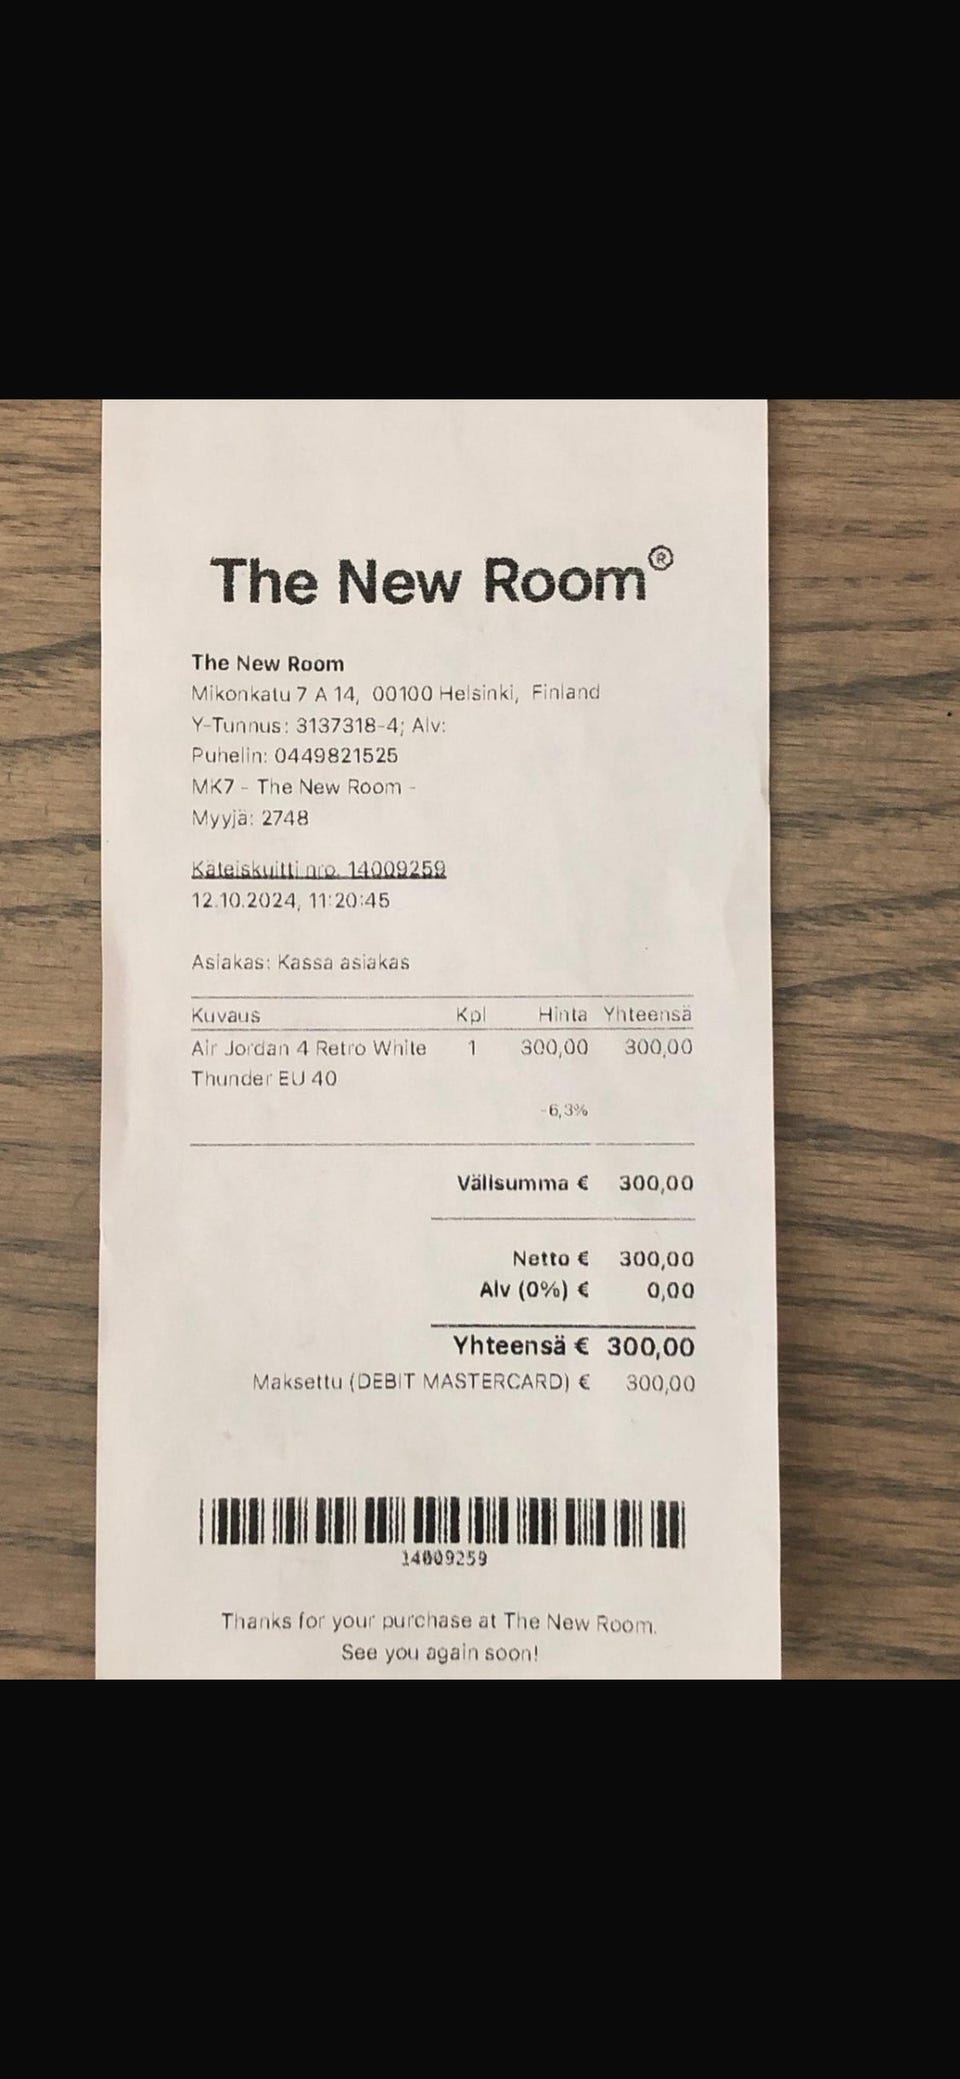 The New Room®
The New Room
Mikonkatu 7 A 14, 00100 Helsinki, Finland
Y-Tunnus: 3137318-4; Alv:
Puhelin: 0449821525
MK7 - The New Room -
Myyjä: 2748
Käteiskuitti nro. 14009259
12.10.2024, 11:20:45
Asiakas: Kassa asiakas
Kuvaus Kpl Hinta Yhteensä
Air Jordan 4 Retro White 1 300,00 300,00
Thunder EU 40
-6,3%
Välisumma € 300,00
Netto € 300,00
Alv (0%) € 0,00
Yhteensä € 300,00
Maksettu (DEBIT MASTERCARD) € 300,00
14009259
Thanks for your purchase at The New Room.
See you again soon!